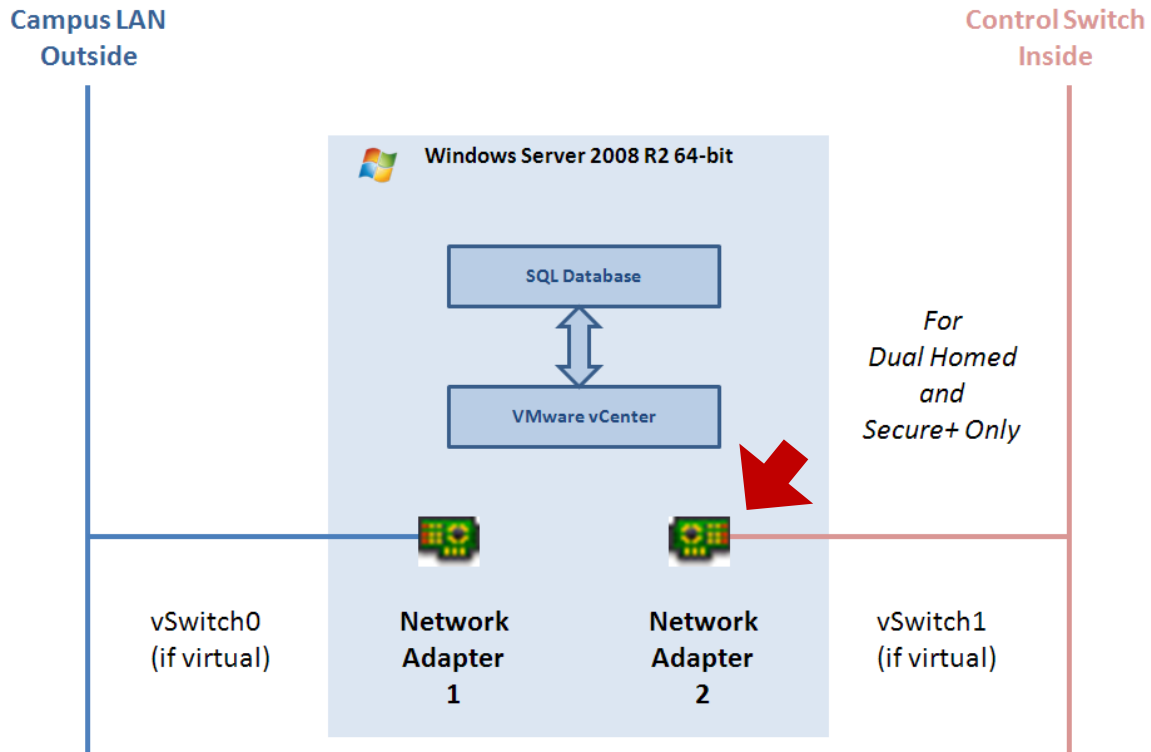 Campus LAN
Outside
Control Switch
Inside
Windows Server 2008 R2 64-bit
SQL Database
VMware vCenter
For
Dual Homed
and
Secure+ Only
vSwitch0
(if virtual)
Network
Adapter
1
Network
Adapter
2
vSwitch1
(if virtual)